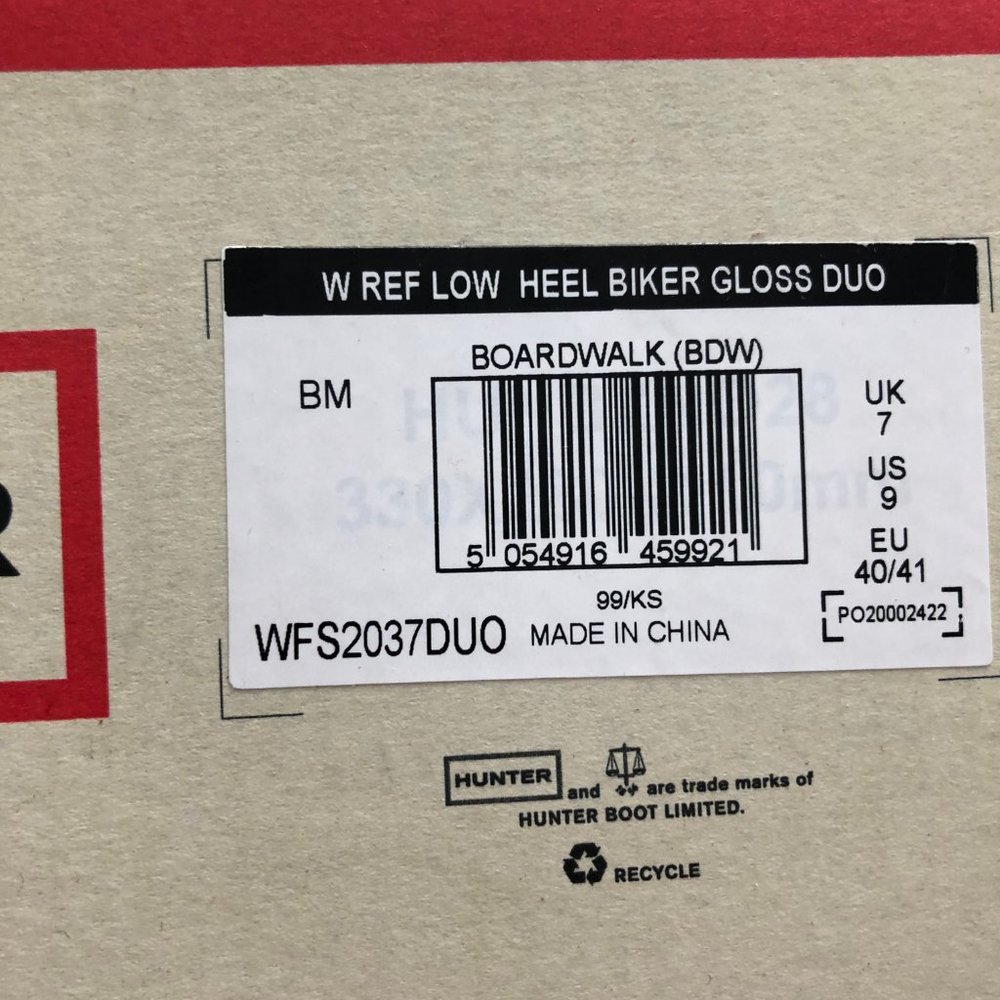 W REF LOW HEEL BIKER GLOSS DUO
BOARDWALK (BDW)
BM
UK
7
US
9
EU
40/41
5 054916 459921
99/KS
PO20002422
WFS2037DUO MADE IN CHINA
HUNTER and are trade marks of
HUNTER BOOT LIMITED.
RECYCLE